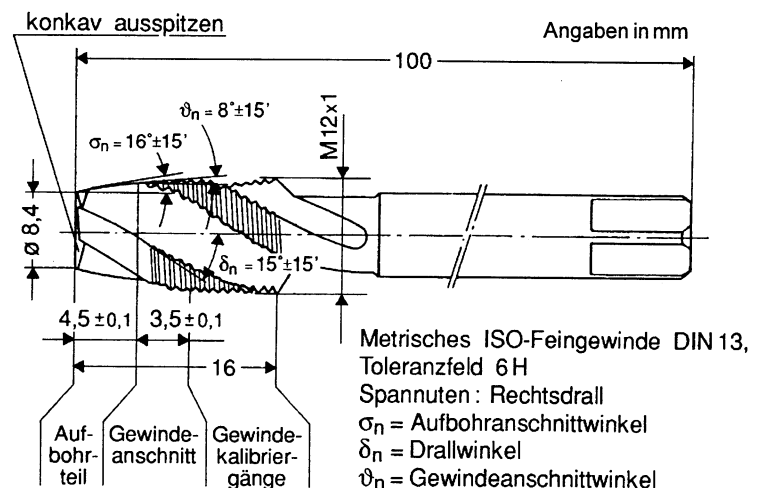 konkav ausspitzen
Angaben in mm
100
ϑn = 8°±15'
σn = 16°±15'
M12x1
ø 8,4
δn = 15°±15'
4,5 ±0,1
3,5 ±0,1
16
Metrisches ISO-Feingewinde DIN 13,
Toleranzfeld 6H
Spannuten : Rechtsdrall
σn = Aufbohranschnittwinkel
δn = Drallwinkel
ϑn = Gewindeanschnittwinkel
Auf-
bohr-
teil
Gewinde-
anschnitt
Gewinde-
kalibrier-
gänge